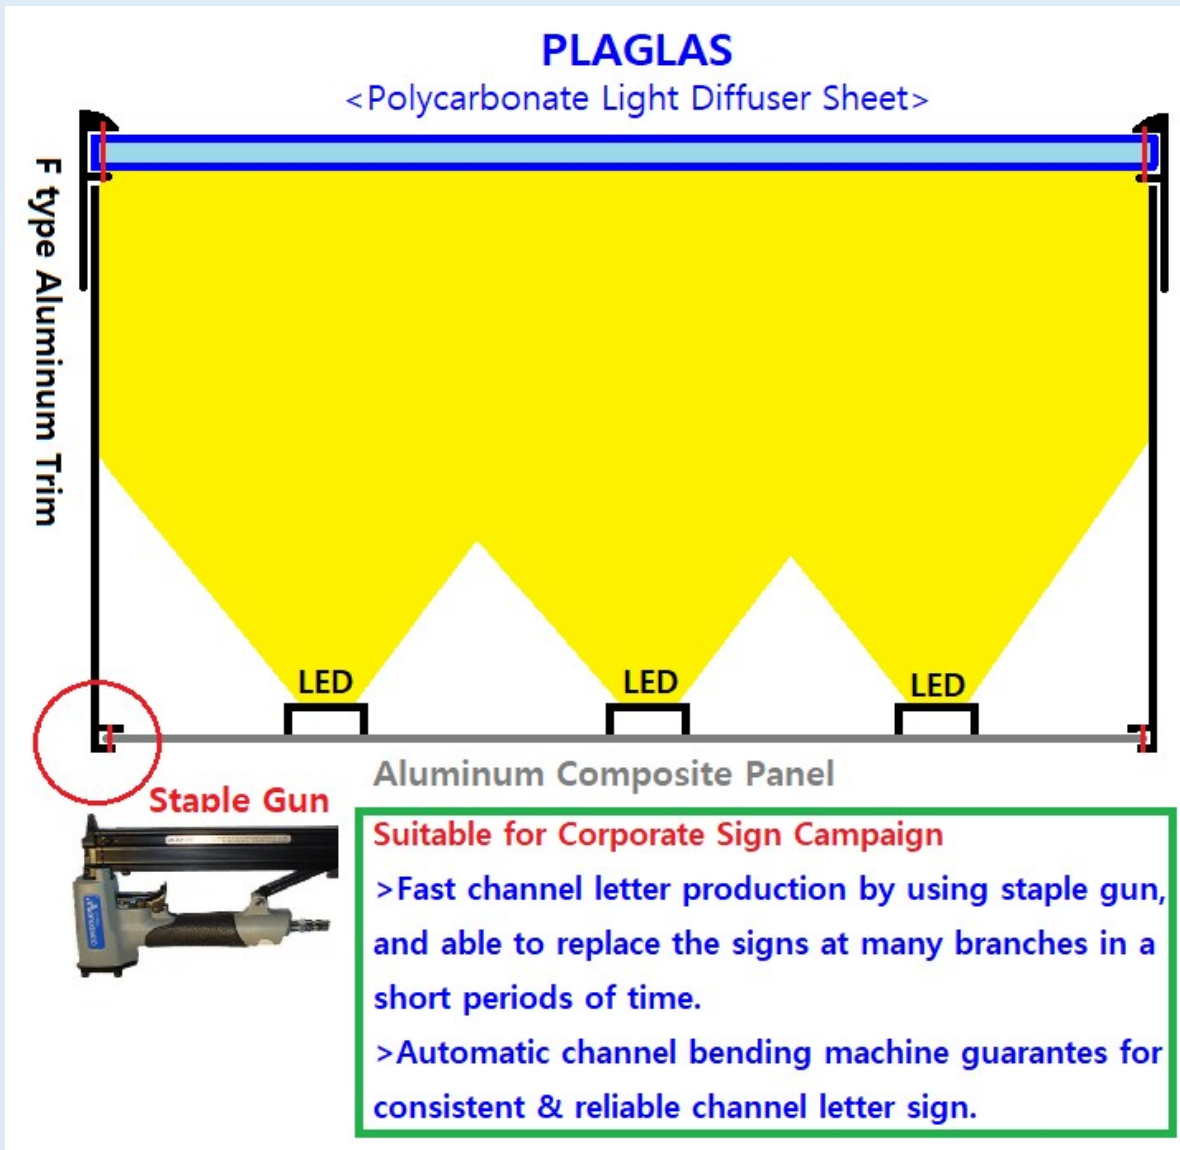 PLAGLAS
<Polycarbonate Light Diffuser Sheet>
F type Aluminum Trim
LED
LED
LED
Aluminum Composite Panel
Staple Gun
Suitable for Corporate Sign Campaign
>Fast channel letter production by using staple gun,
and able to replace the signs at many branches in a
short periods of time.
>Automatic channel bending machine guarantes for
consistent & reliable channel letter sign.